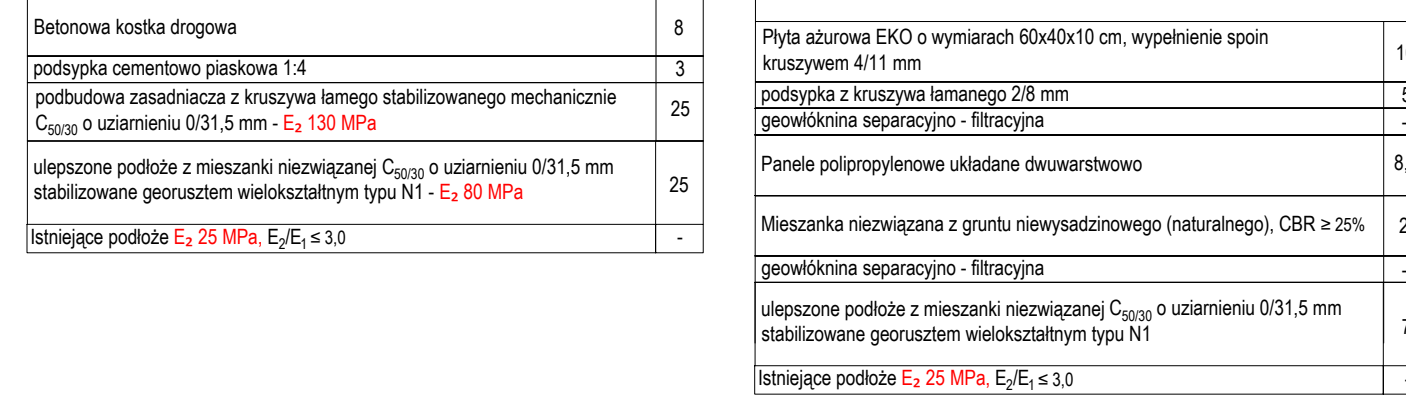 Betonowa kostka drogowa 8
podsypka cementowo piaskowa 1:4 3
podbudowa zasadniacza z kruszywa łamego stabilizowanego mechanicznie
C50/30 o uziarnieniu 0/31,5 mm - E₂ 130 MPa 25
ulepszone podłoże z mieszanki niezwiązanej C50/30 o uziarnieniu 0/31,5 mm
stabilizowane georusztem wielokształtnym typu N1 - E₂ 80 MPa 25
Istniejące podłoże E₂ 25 MPa, E2/E1 ≤ 3,0 -
Płyta ażurowa EKO o wymiarach 60x40x10 cm, wypełnienie spoin
kruszywem 4/11 mm
podsypka z kruszywa łamanego 2/8 mm
geowłóknina separacyjno - filtracyjna -
Panele polipropylenowe układane dwuwarstwowo
Mieszanka niezwiązana z gruntu niewysadzinowego (naturalnego), CBR ≥ 25%
geowłóknina separacyjno - filtracyjna -
ulepszone podłoże z mieszanki niezwiązanej C50/30 o uziarnieniu 0/31,5 mm
stabilizowane georusztem wielokształtnym typu N1
Istniejące podłoże E₂ 25 MPa, E2/E1 ≤ 3,0 -